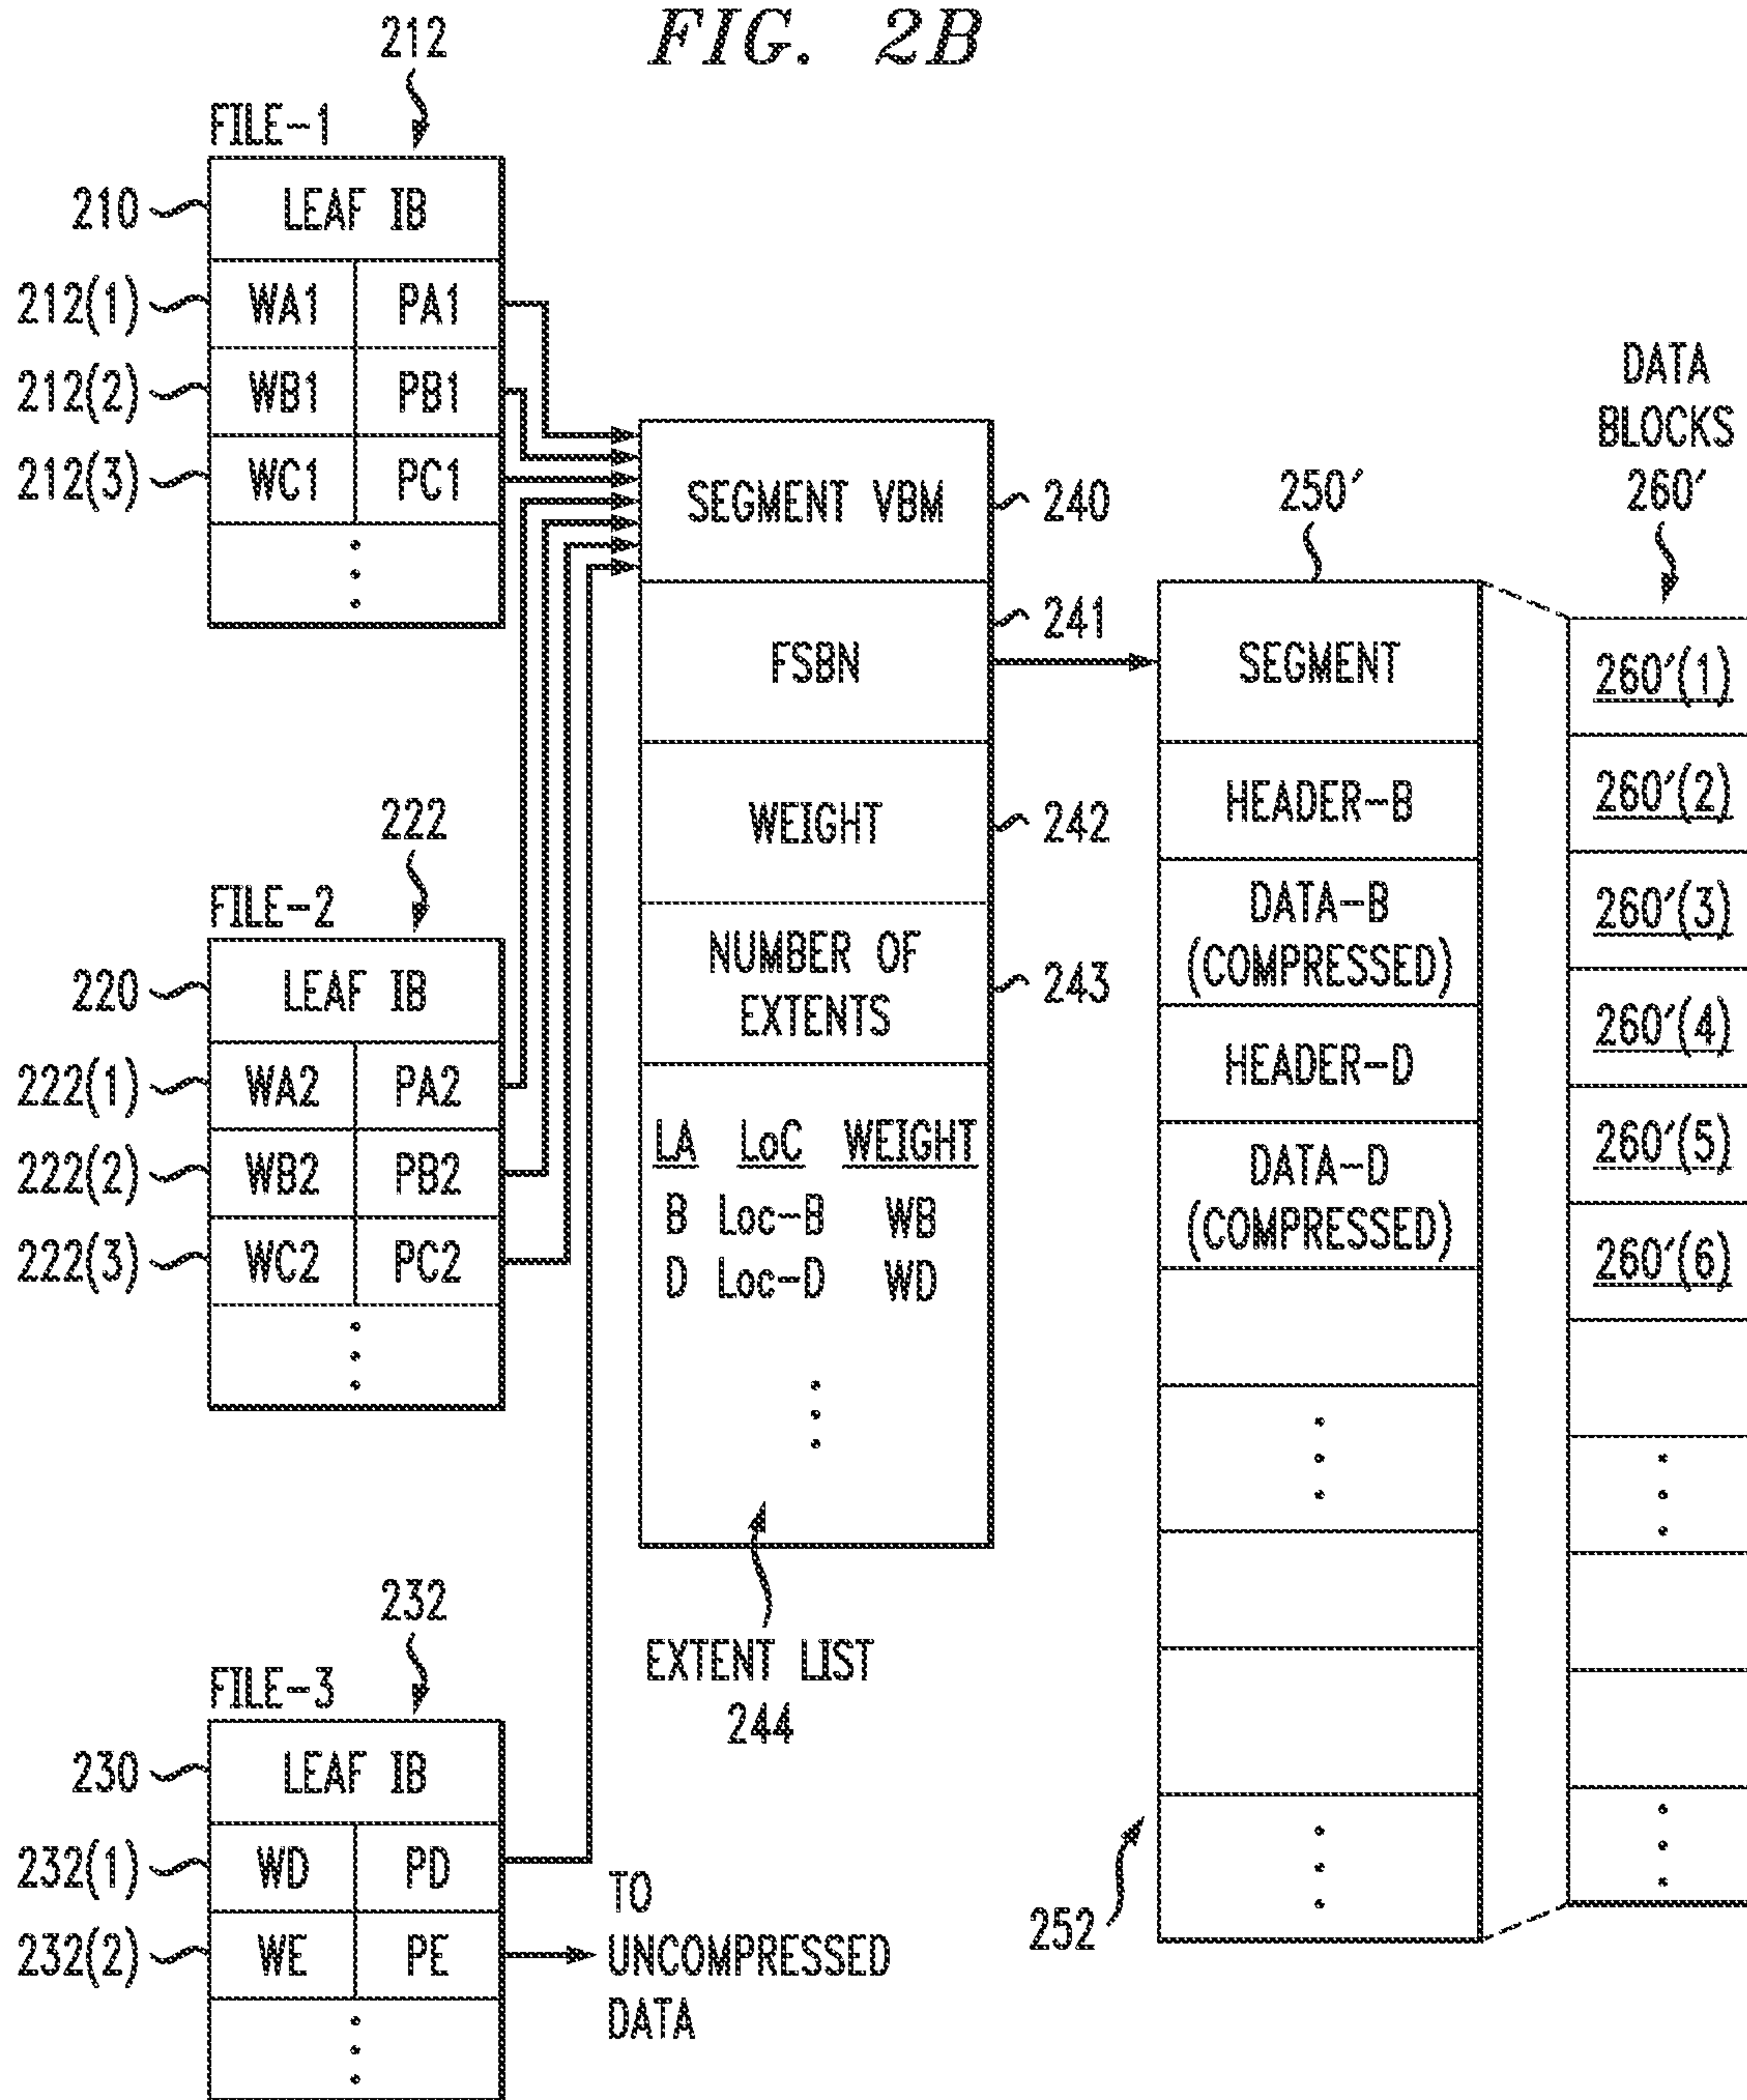 FIG. 2B
212
FILE-1
210
LEAF IB
212(1)
WA1 PA1
212(2)
WB1 PB1
212(3)
WC1 PC1
222
FILE-2
220
LEAF IB
222(1)
WA2 PA2
222(2)
WB2 PB2
222(3)
WC2 PC2
232
FILE-3
230
LEAF IB
232(1)
WD PD
232(2)
WE PE
TO
UNCOMPRESSED
DATA
SEGMENT VBM
240
FSBN
241
WEIGHT
242
NUMBER OF
EXTENTS
243
LA LoC WEIGHT
B Loc-B WB
D Loc-D WD
EXTENT LIST
244
250'
SEGMENT
HEADER-B
DATA-B
(COMPRESSED)
HEADER-D
DATA-D
(COMPRESSED)
252
DATA
BLOCKS
260'
260'(1)
260'(2)
260'(3)
260'(4)
260'(5)
260'(6)